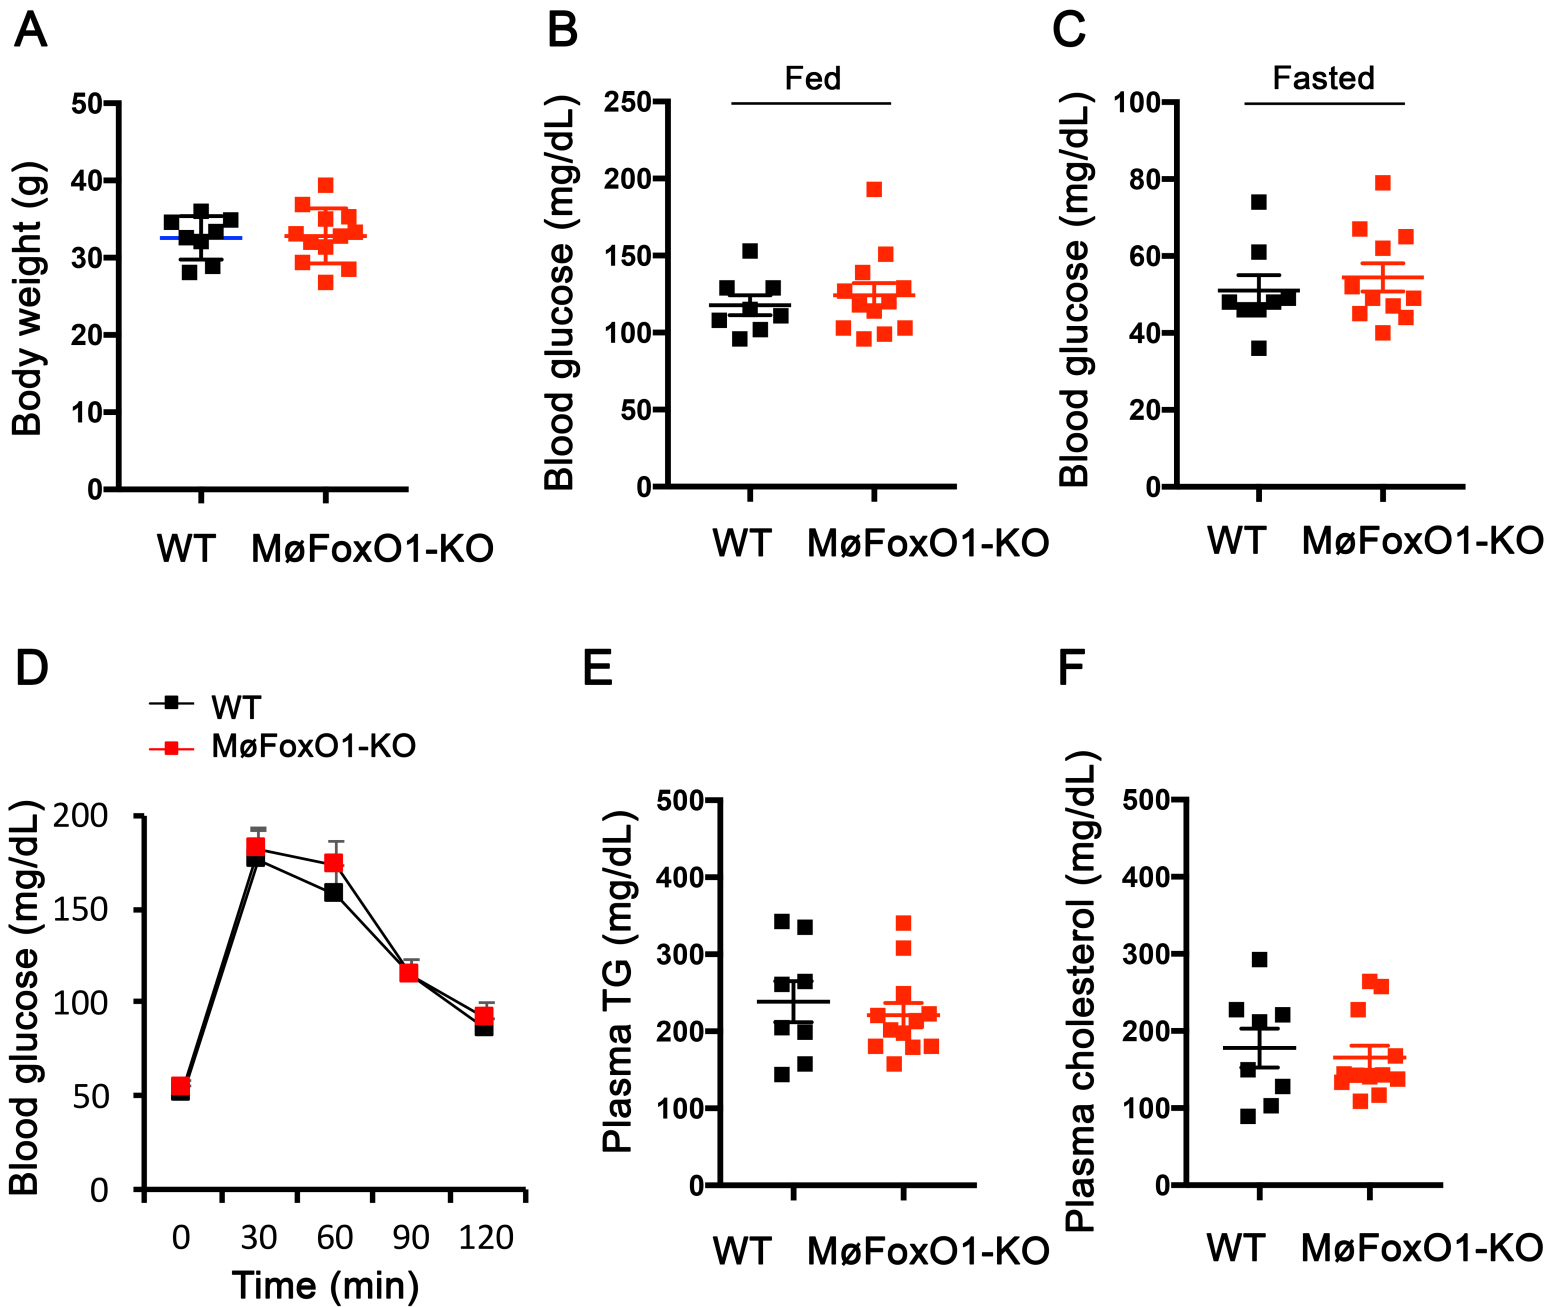 A
Body weight (g)
50
40
30
20
10
0
WT MøFoxO1-KO
B
Fed
Blood glucose (mg/dL)
250
200
150
100
50
0
WT MøFoxO1-KO
C
Fasted
Blood glucose (mg/dL)
100
80
60
40
20
0
WT MøFoxO1-KO
D
WT
MøFoxO1-KO
Blood glucose (mg/dL)
200
150
100
50
0
0 30 60 90 120
Time (min)
E
Plasma TG (mg/dL)
500
400
300
200
100
0
WT MøFoxO1-KO
F
Plasma cholesterol (mg/dL)
500
400
300
200
100
0
WT MøFoxO1-KO